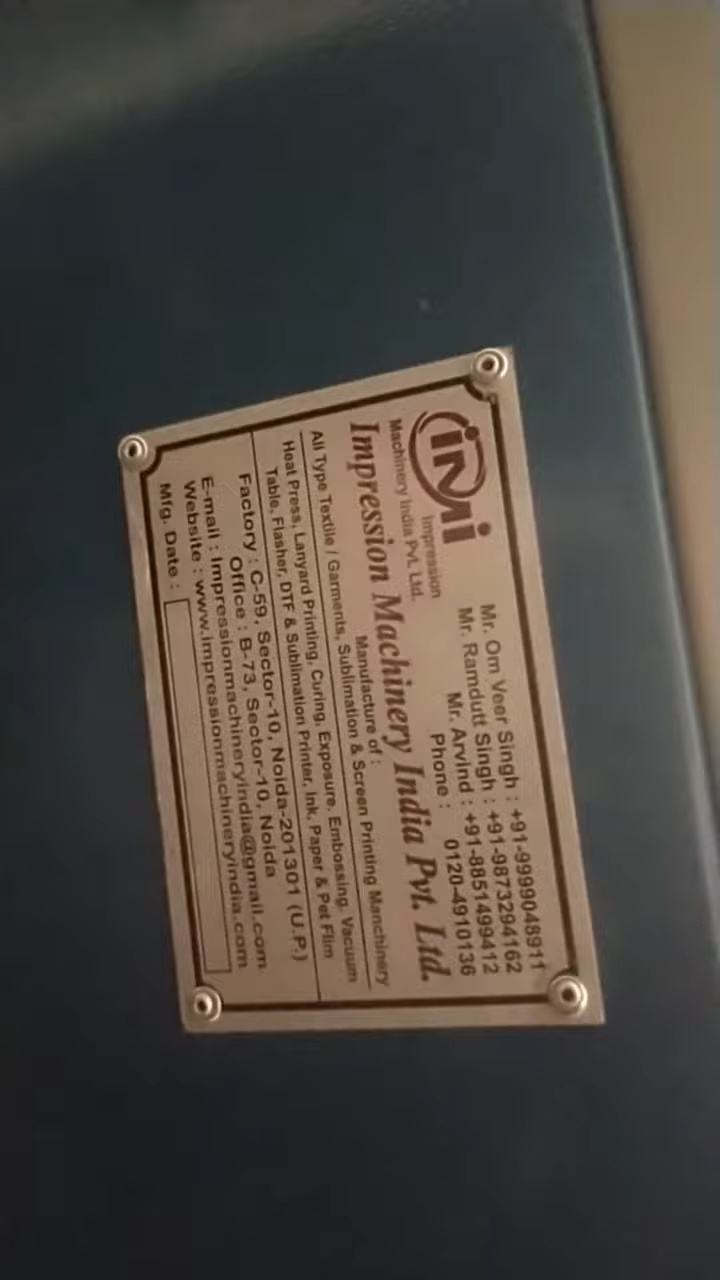 iMi
Impression
Machinery India Pvt. Ltd.
Mr. Om Veer Singh : +91-9999048911
Mr. Ramdutt Singh : +91-9873294162
Mr. Arvind : +91-8851499412
Phone : 0120-4910136
Impression Machinery India Pvt. Ltd.
Manufacture of :
All Type Textile / Garments, Sublimation & Screen Printing Manchinery
Heat Press, Lanyard Printing, Curing, Exposure, Embossing, Vacuum
Table, Flasher, DTF & Sublimation Printer, Ink, Paper & Pet Flim
Factory : C-59, Sector-10, Noida-201301 (U.P.)
Office : B-73, Sector-10, Noida
E-mail : Impressionmachineryindia@gmail.com
Website : www.impressionmachineryindia.com
Mfg. Date :